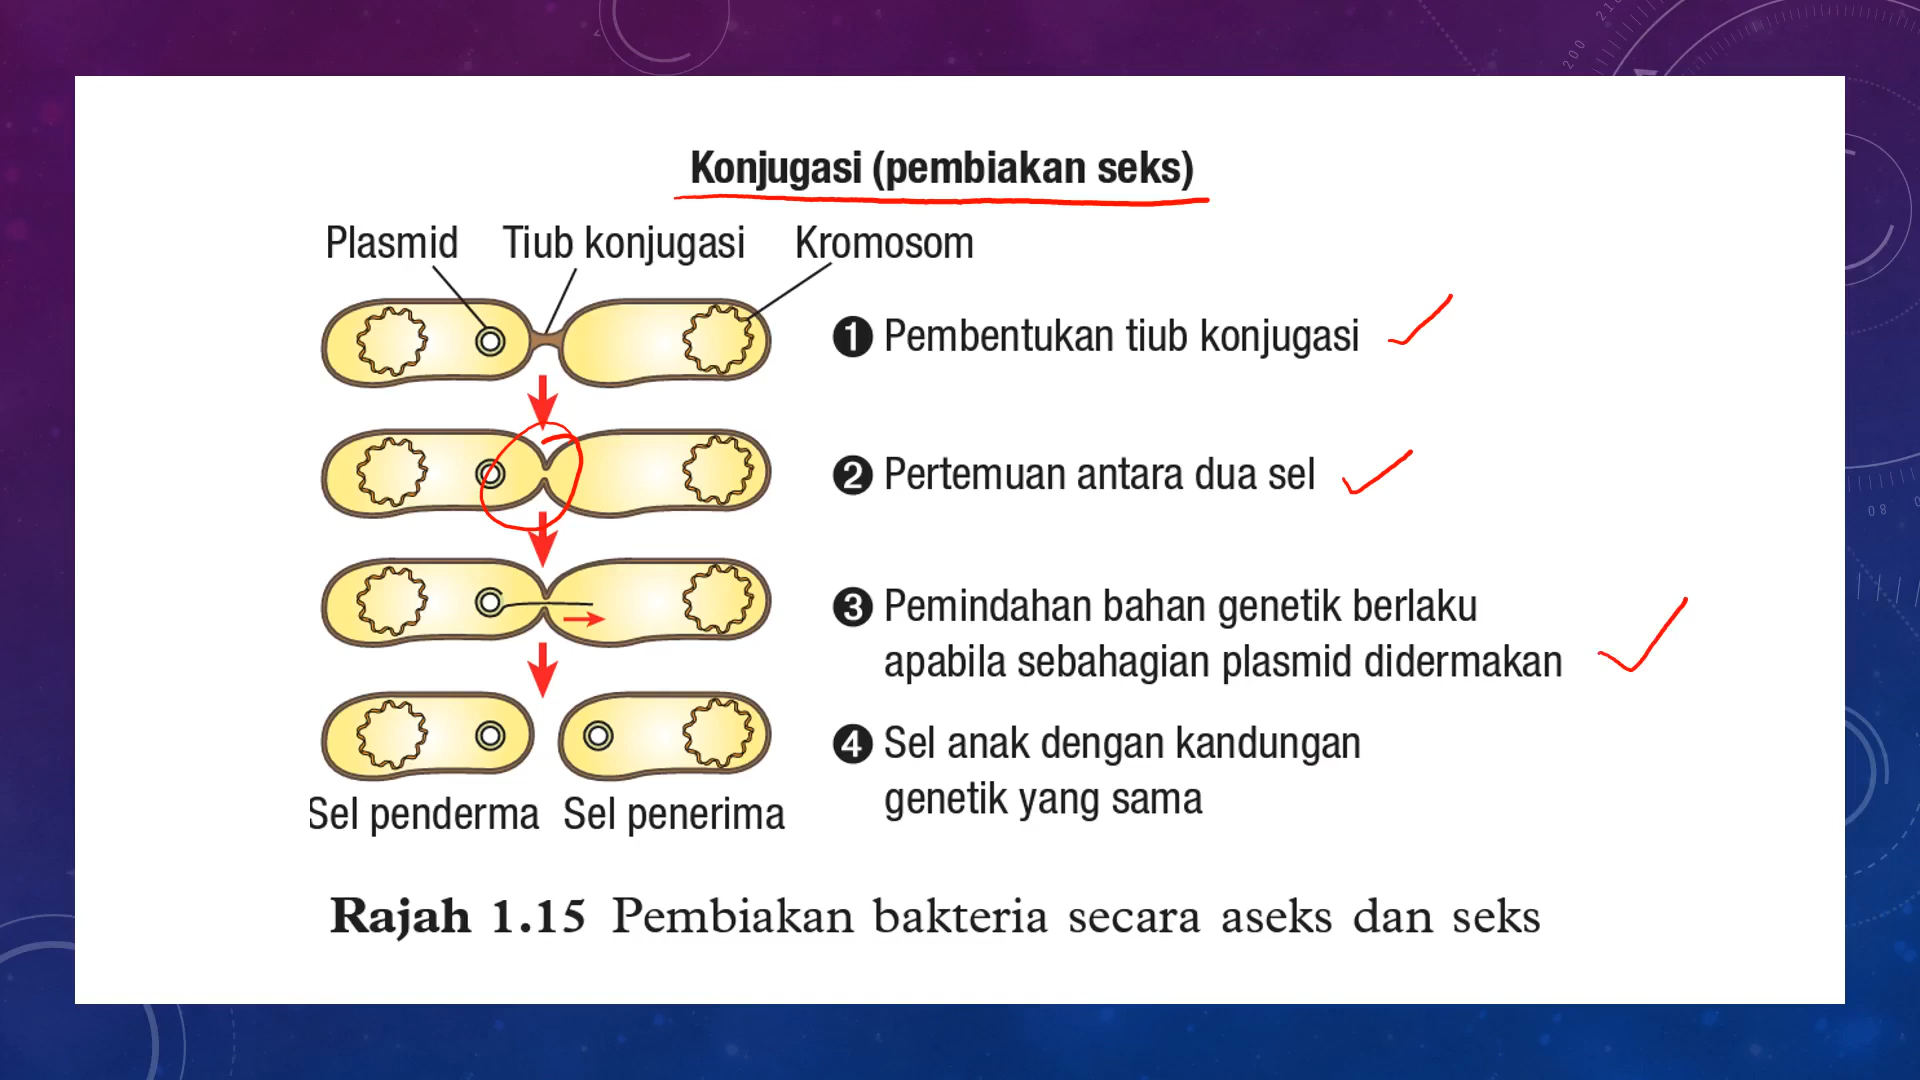 Konjugasi (pembiakan seks)
Plasmid Tiub konjugasi Kromosom
1 Pembentukan tiub konjugasi
2 Pertemuan antara dua sel
3 Pemindahan bahan genetik berlaku
apabila sebahagian plasmid didermakan
4 Sel anak dengan kandungan
genetik yang sama
Sel penderma Sel penerima
Rajah 1.15 Pembiakan bakteria secara aseks dan seks
200
80